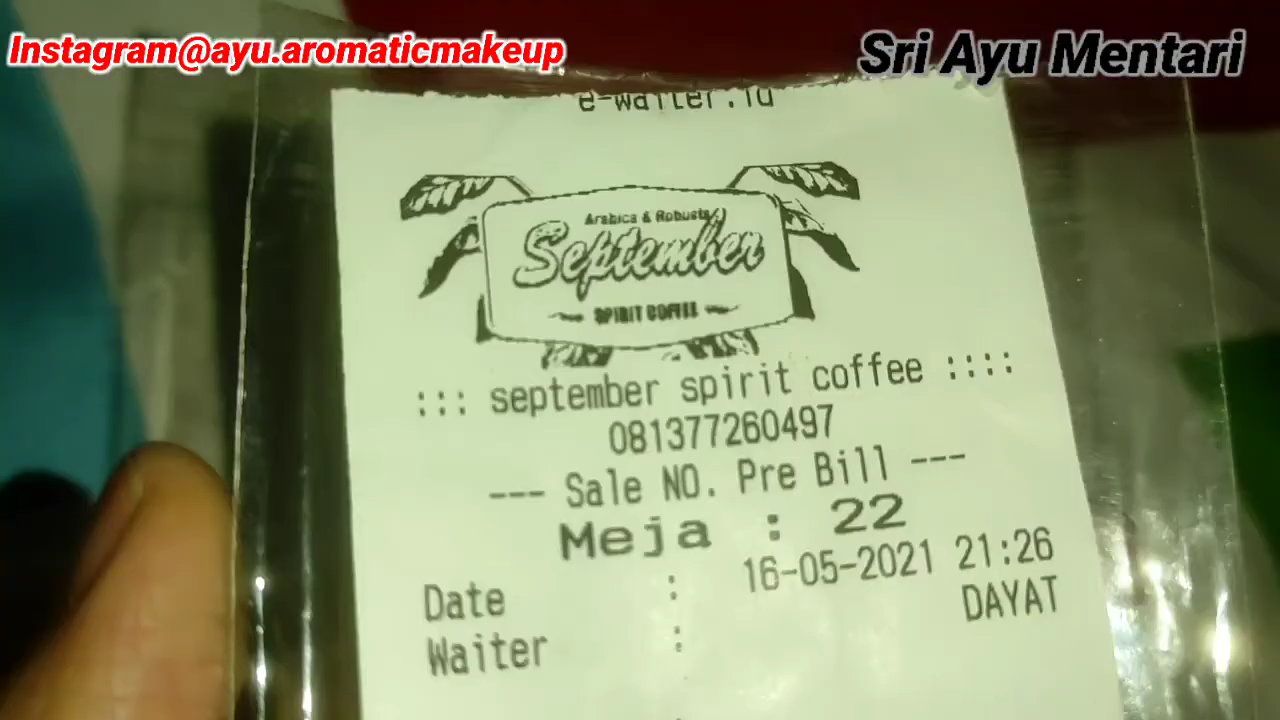 Instagram@ayu.aromaticmakeup
Sri Ayu Mentari
e-waiter.id
Arabica & Robusta
September
SPIRIT COFFEE
::: september spirit coffee ::::
081377260497
--- Sale NO. Pre Bill ---
Meja : 22
Date : 16-05-2021 21:26
Waiter : DAYAT